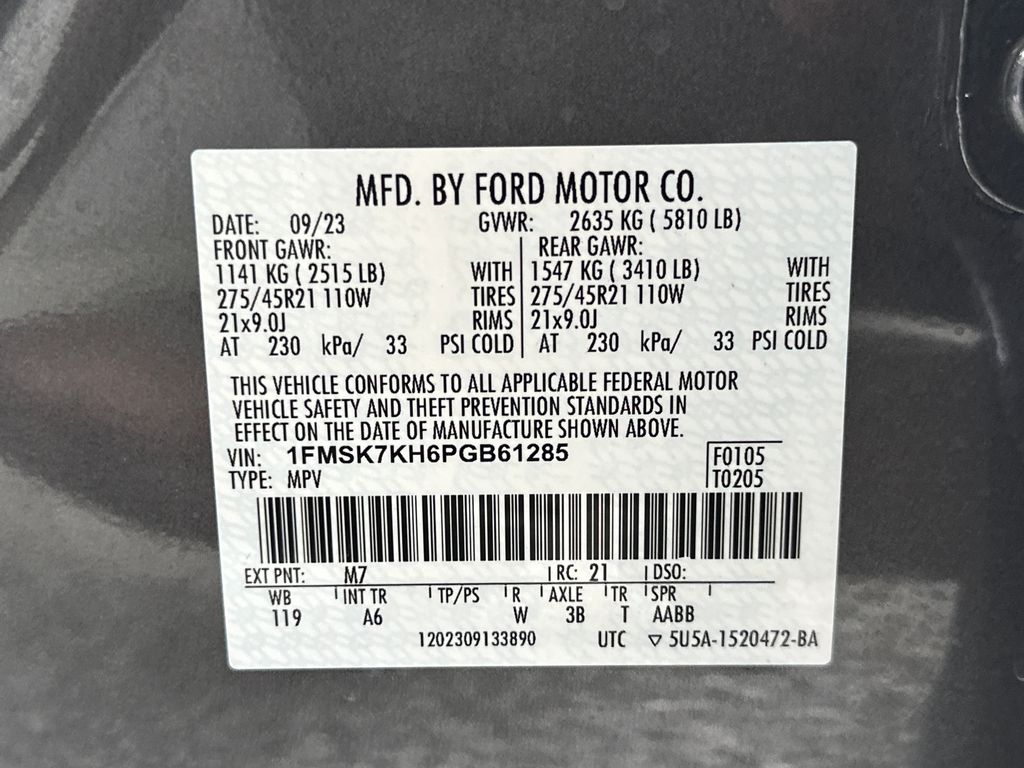 MFD. BY FORD MOTOR CO.
DATE: 09/23 GVWR: 2635 KG ( 5810 LB)
FRONT GAWR: REAR GAWR:
1141 KG ( 2515 LB) WITH 1547 KG ( 3410 LB) WITH
275/45R21 110W TIRES 275/45R21 110W TIRES
21x9.0J RIMS 21x9.0J RIMS
AT 230 kPa/ 33 PSI COLD AT 230 kPa/ 33 PSI COLD
THIS VEHICLE CONFORMS TO ALL APPLICABLE FEDERAL MOTOR
VEHICLE SAFETY AND THEFT PREVENTION STANDARDS IN
EFFECT ON THE DATE OF MANUFACTURE SHOWN ABOVE.
VIN: 1FMSK7KH6PGB61285 F0105
TYPE: MPV T0205
EXT PNT: M7 RC: 21 DSO:
WB INT TR TP/PS R AXLE TR SPR
119 A6 W 3B T AABB
1202309133890 UTC ▽ 5U5A-1520472-BA